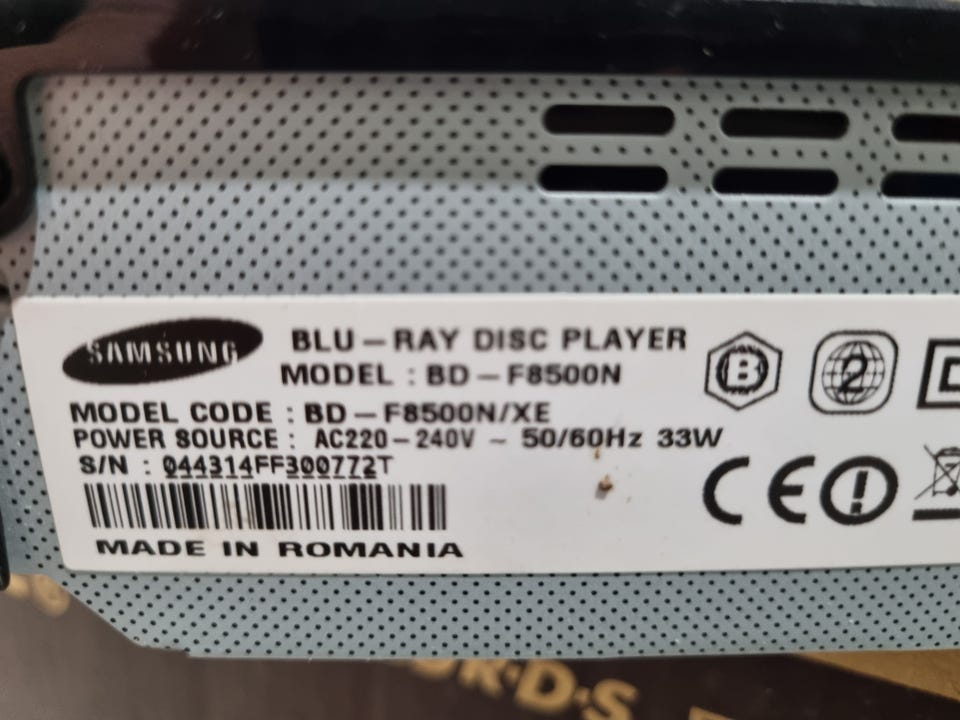 SAMSUNG
BLU-RAY DISC PLAYER
MODEL : BD-F8500N
MODEL CODE : BD-F8500N/XE
POWER SOURCE : AC220-240V ~ 50/60Hz 33W
S/N : 044314FF300772T
MADE IN ROMANIA
B
2
CE
R·D·S